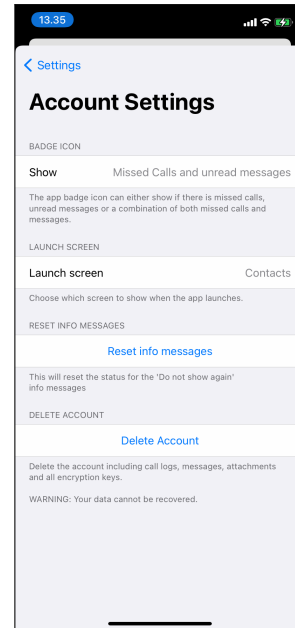 13.35
Settings
Account Settings
BADGE ICON
Show Missed Calls and unread messages
The app badge icon can either show if there is missed calls,
unread messages or a combination of both missed calls and
messages.
LAUNCH SCREEN
Launch screen Contacts
Choose which screen to show when the app launches.
RESET INFO MESSAGES
Reset info messages
This will reset the status for the 'Do not show again'
info messages
DELETE ACCOUNT
Delete Account
Delete the account including call logs, messages, attachments
and all encryption keys.
WARNING: Your data cannot be recovered.